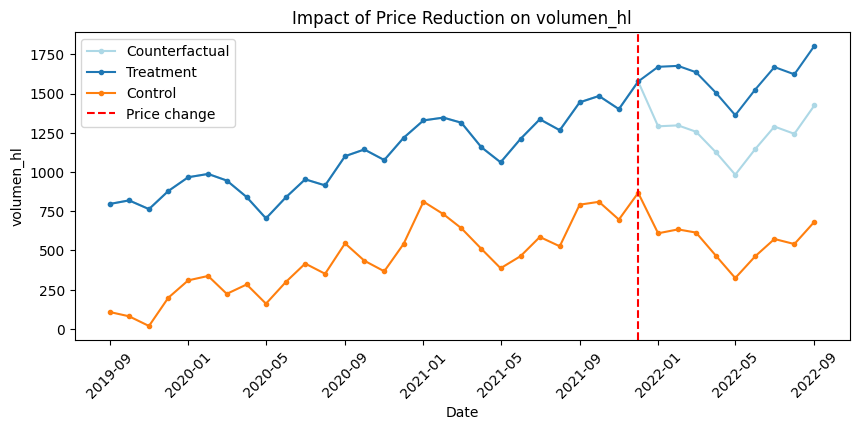 Impact of Price Reduction on volumen_hl
Counterfactual
Treatment
Control
Price change
volumen_hl
1750
1500
1250
1000
750
500
250
0
2019-09
2020-01
2020-05
2020-09
2021-01
2021-05
2021-09
2022-01
2022-05
2022-09
Date